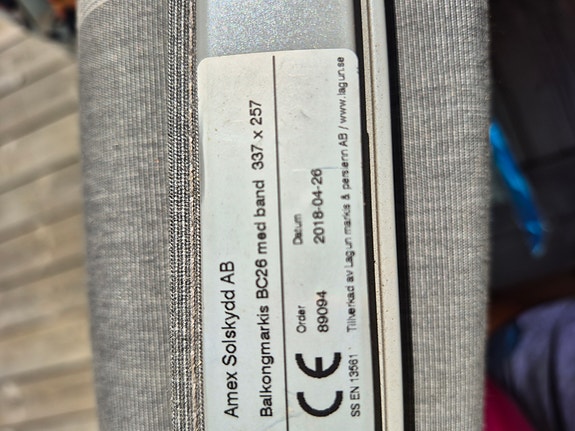 Amex Solskydd AB
Balkongmarkis BC26 med band 337 x 257
Order Datum
89094 2018-04-26
CE
SS EN 13561 Tillverkad av Lagun markis & persienn AB / www.lagun.se